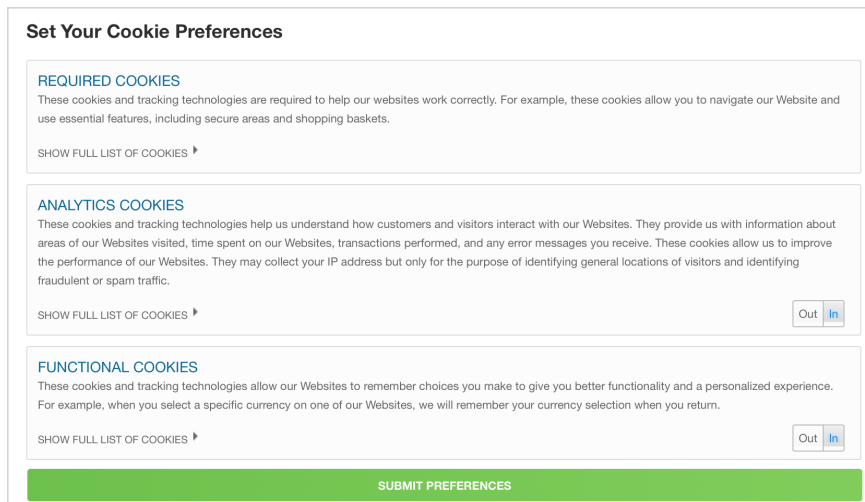 Set Your Cookie Preferences
REQUIRED COOKIES
These cookies and tracking technologies are required to help our websites work correctly. For example, these cookies allow you to navigate our Website and
use essential features, including secure areas and shopping baskets.
SHOW FULL LIST OF COOKIES
ANALYTICS COOKIES
These cookies and tracking technologies help us understand how customers and visitors interact with our Websites. They provide us with information about
areas of our Websites visited, time spent on our Websites, transactions performed, and any error messages you receive. These cookies allow us to improve
the performance of our Websites. They may collect your IP address but only for the purpose of identifying general locations of visitors and identifying
fraudulent or spam traffic.
SHOW FULL LIST OF COOKIES Out In
FUNCTIONAL COOKIES
These cookies and tracking technologies allow our Websites to remember choices you make to give you better functionality and a personalized experience.
For example, when you select a specific currency on one of our Websites, we will remember your currency selection when you return.
SHOW FULL LIST OF COOKIES Out In
SUBMIT PREFERENCES